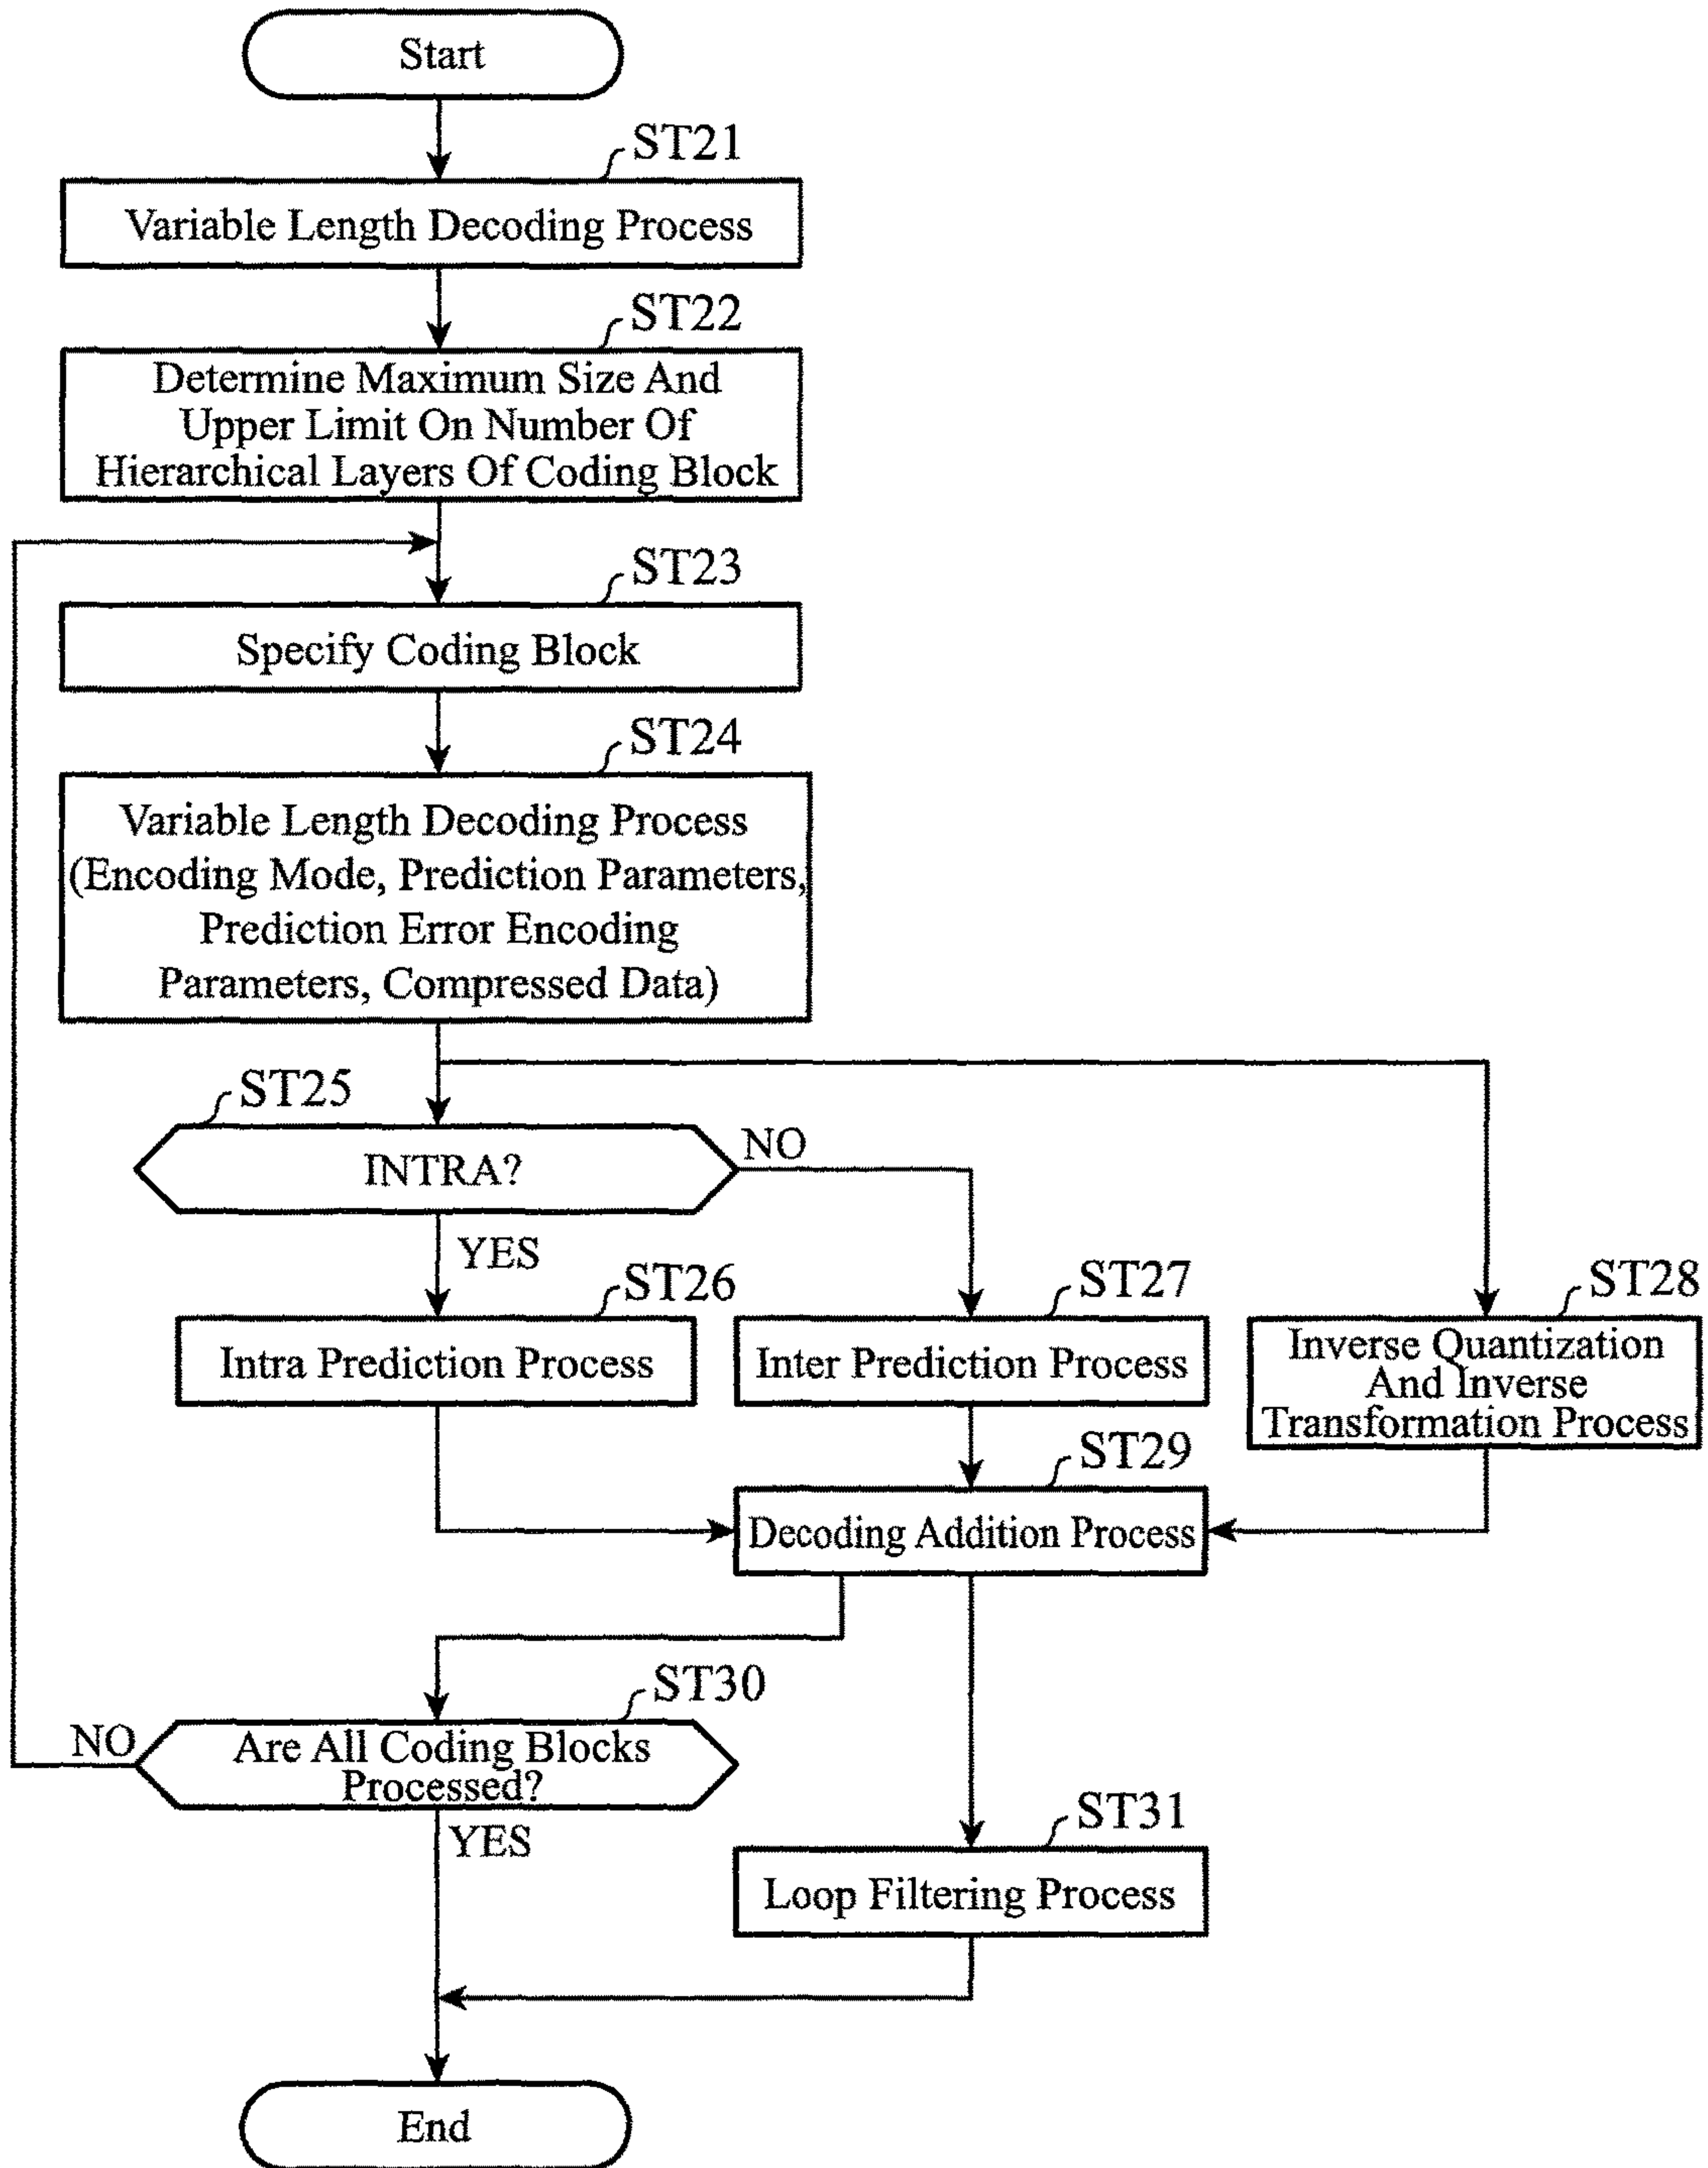 Start
ST21
Variable Length Decoding Process
ST22
Determine Maximum Size And
Upper Limit On Number Of
Hierarchical Layers Of Coding Block
ST23
Specify Coding Block
ST24
Variable Length Decoding Process
(Encoding Mode, Prediction Parameters,
Prediction Error Encoding
Parameters, Compressed Data)
ST25
INTRA?
NO
YES
ST26
Intra Prediction Process
ST27
Inter Prediction Process
ST28
Inverse Quantization
And Inverse
Transformation Process
ST29
Decoding Addition Process
ST30
Are All Coding Blocks
Processed?
NO
YES
ST31
Loop Filtering Process
End